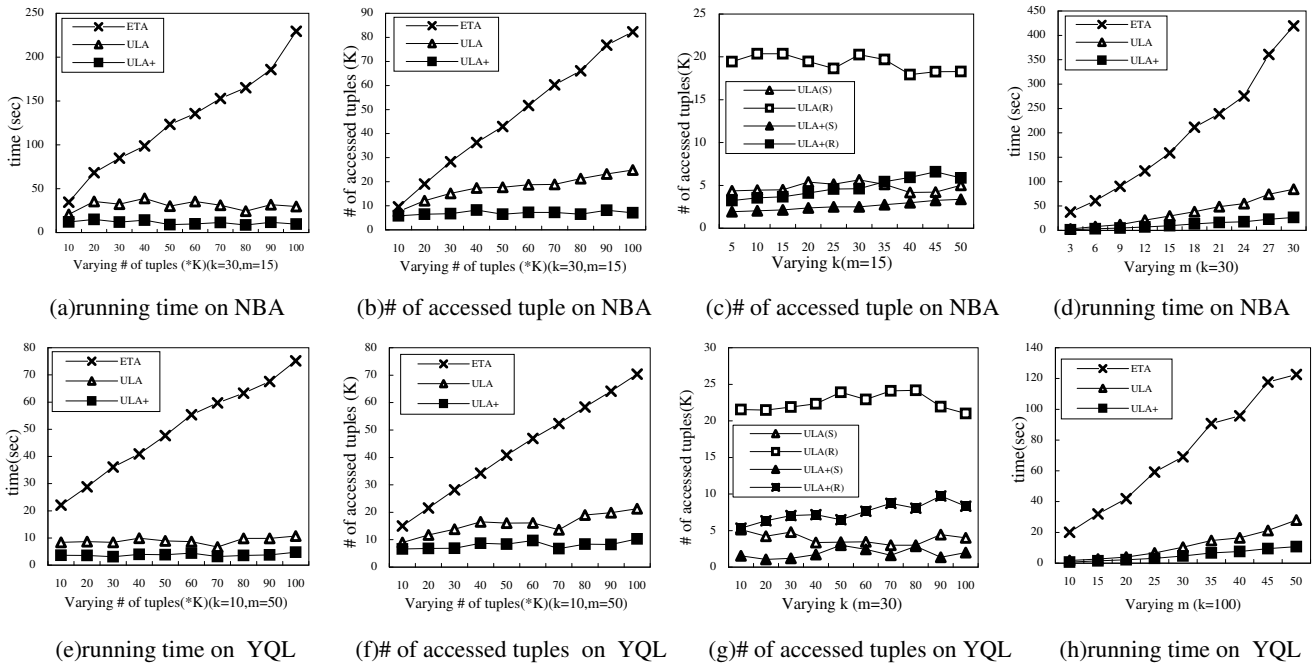 250
200
150
100
50
0
time (sec)
ETA
ULA
ULA+
10 20 30 40 50 60 70 80 90 100
Varying # of tuples (*K)(k=30,m=15)
(a)running time on NBA
90
80
70
60
50
40
30
20
10
0
# of accessed tuples (K)
ETA
ULA
ULA+
10 20 30 40 50 60 70 80 90 100
Varying # of tuples (*K)(k=30,m=15)
(b)# of accessed tuple on NBA
25
20
15
10
5
0
# of accessed tuples(K)
ULA(S)
ULA(R)
ULA+(S)
ULA+(R)
5 10 15 20 25 30 35 40 45 50
Varying k(m=15)
(c)# of accessed tuple on NBA
450
400
350
300
250
200
150
100
50
0
time (sec)
ETA
ULA
ULA+
3 6 9 12 15 18 21 24 27 30
Varying m (k=30)
(d)running time on NBA
80
70
60
50
40
30
20
10
0
time(sec)
ETA
ULA
ULA+
10 20 30 40 50 60 70 80 90 100
Varying # of tuples(*K)(k=10,m=50)
(e)running time on YQL
80
70
60
50
40
30
20
10
0
# of accessed tuples (K)
ETA
ULA
ULA+
10 20 30 40 50 60 70 80 90 100
Varying # of tuples(*K)(k=10,m=50)
(f)# of accessed tuples on YQL
30
25
20
15
10
5
0
# of accessed tuples(K)
ULA(S)
ULA(R)
ULA+(S)
ULA+(R)
10 20 30 40 50 60 70 80 90 100
Varying k (m=30)
(g)# of accessed tuples on YQL
140
120
100
80
60
40
20
0
time(sec)
ETA
ULA
ULA+
10 15 20 25 30 35 40 45 50
Varying m (k=100)
(h)running time on YQL